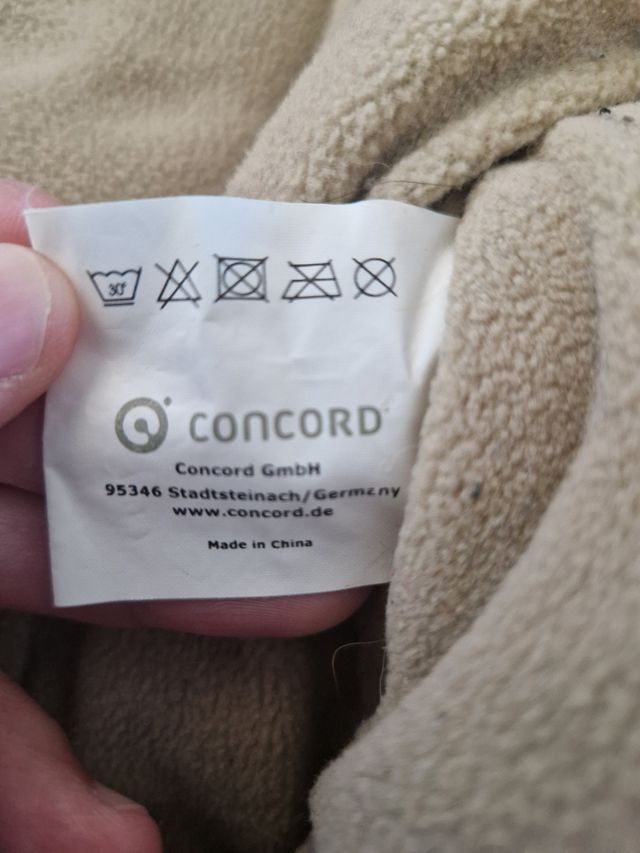 30°
CONCORD
Concord GmbH
95346 Stadtsteinach/Germany
www.concord.de
Made in China